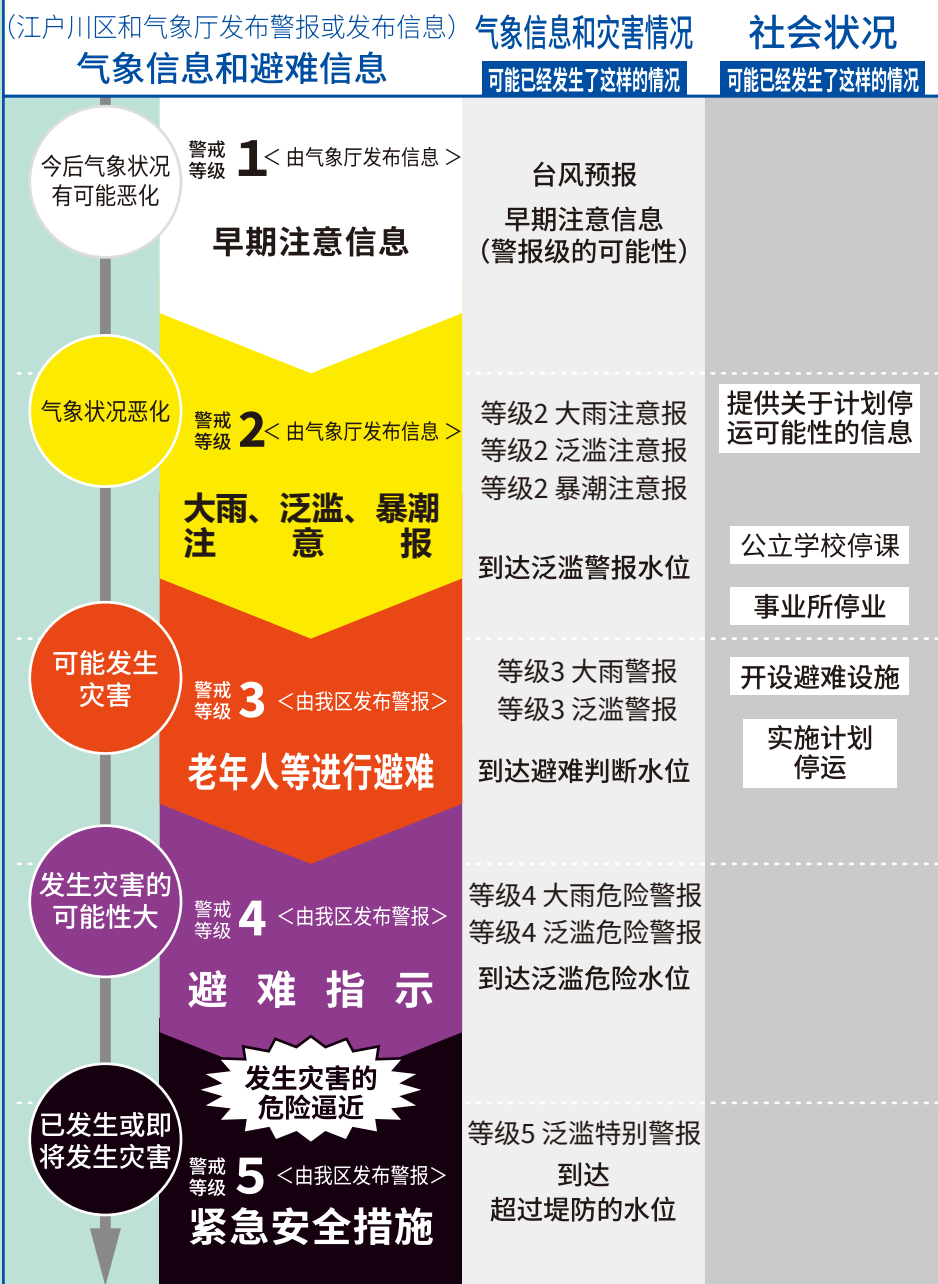 （江户川区和气象厅发布警报或发布信息）
气象信息和避难信息
气象信息和灾害情况
可能已经发生了这样的情况
社会状况
可能已经发生了这样的情况
今后气象状况
有可能恶化
警戒
等级
1
＜由气象厅发布信息＞
早期注意信息
台风预报
早期注意信息
（警报级的可能性）
气象状况恶化
警戒
等级
2
＜由气象厅发布信息＞
大雨、泛滥、暴潮
注意报
等级2 大雨注意报
等级2 泛滥注意报
等级2 暴潮注意报
到达泛滥警报水位
提供关于计划停
运可能性的信息
公立学校停课
事业所停业
可能发生
灾害
警戒
等级
3
＜由我区发布警报＞
老年人等进行避难
等级3 大雨警报
等级3 泛滥警报
到达避难判断水位
开设避难设施
实施计划
停运
发生灾害的
可能性大
警戒
等级
4
＜由我区发布警报＞
避难指示
等级4 大雨危险警报
等级4 泛滥危险警报
到达泛滥危险水位
已发生或即
将发生灾害
发生灾害的
危险逼近
警戒
等级
5
＜由我区发布警报＞
紧急安全措施
等级5 泛滥特别警报
到达
超过堤防的水位